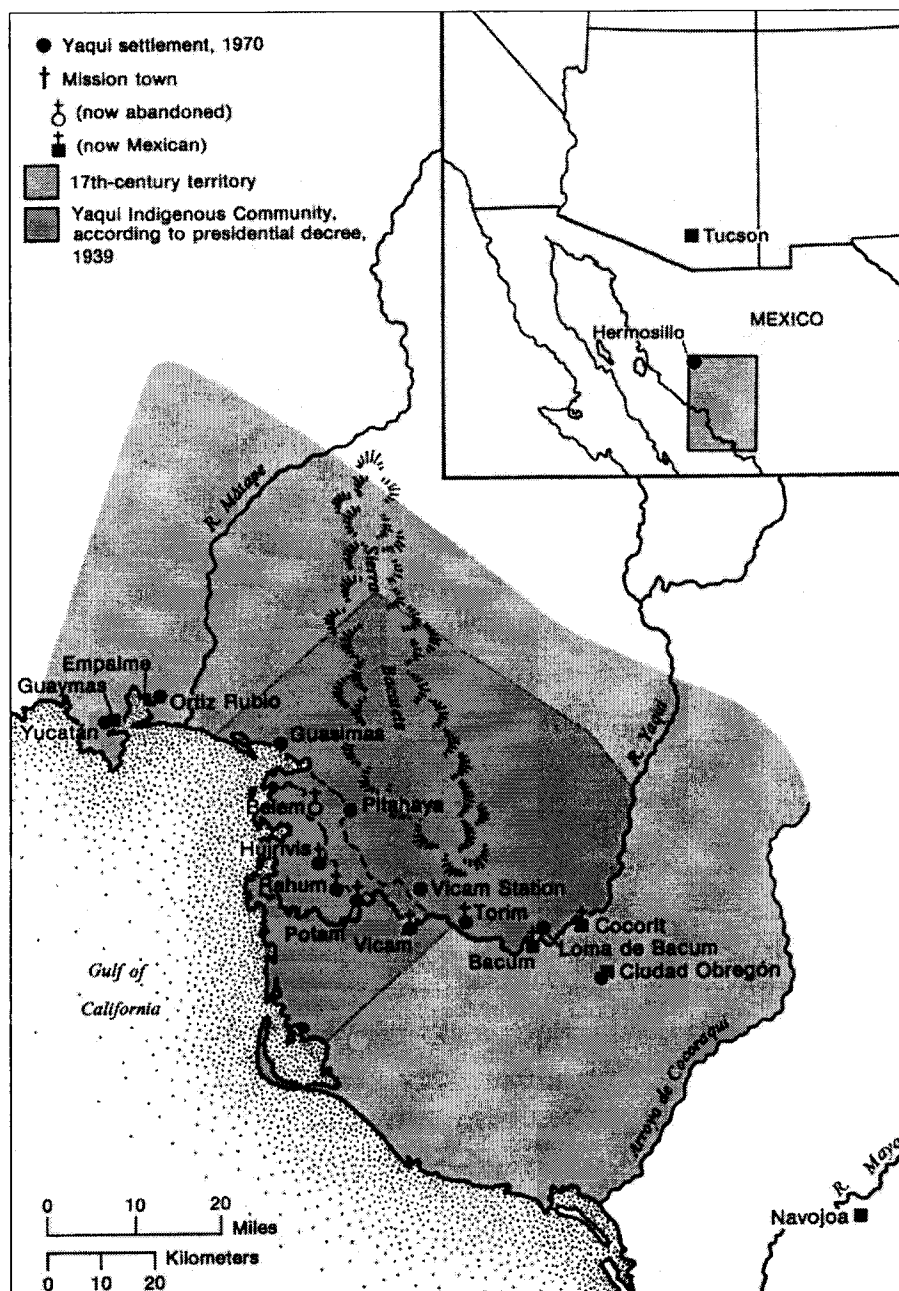 Yaqui settlement, 1970
Mission town
(now abandoned)
(now Mexican)
17th-century territory
Yaqui Indigenous Community,
according to presidential decree,
1939
Tucson
MEXICO
Hermosillo
R. Mátape
Sierra
Bacatete
R. Yaqui
Empalme
Guaymas
Ortiz Rubio
Yucatán
Guasimas
Belem
Pitahaya
Huirivis
Rahum
Vicam Station
Potam
Torim
Vicam
Cocorit
Bacum
Loma de Bacum
Ciudad Obregón
Gulf of
California
Arroyo de Cocoraqui
R. Mayo
Navojoa
0 10 20
Miles
Kilometers
0 10 20